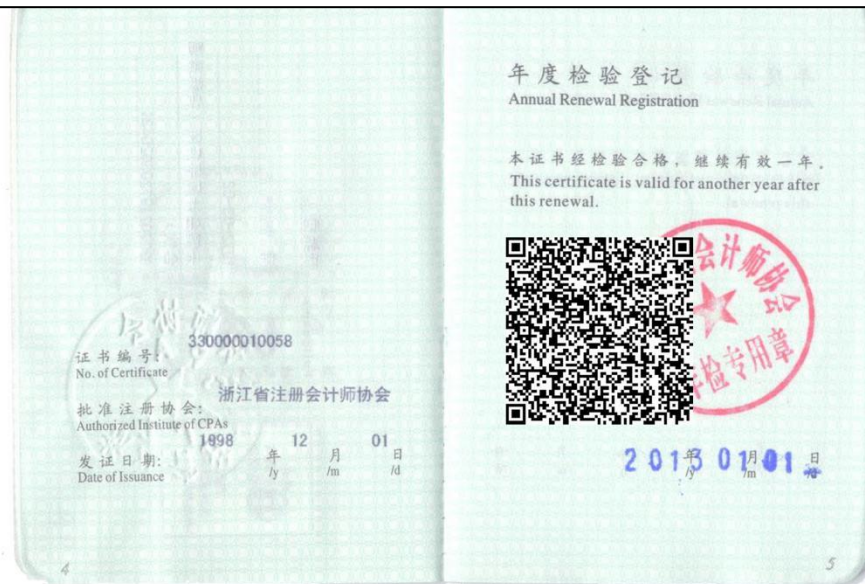 证书编号: 330000010058
No. of Certificate
批准注册协会: 浙江省注册会计师协会
Authorized Institute of CPAs
发证日期: 1998 年 12 月 01 日
Date of Issuance /y /m /d
4
年度检验登记
Annual Renewal Registration
本证书经检验合格，继续有效一年.
This certificate is valid for another year after
this renewal.
会计师协会
年检专用章
2013 年 01 月 01 日
/y /m /d
5